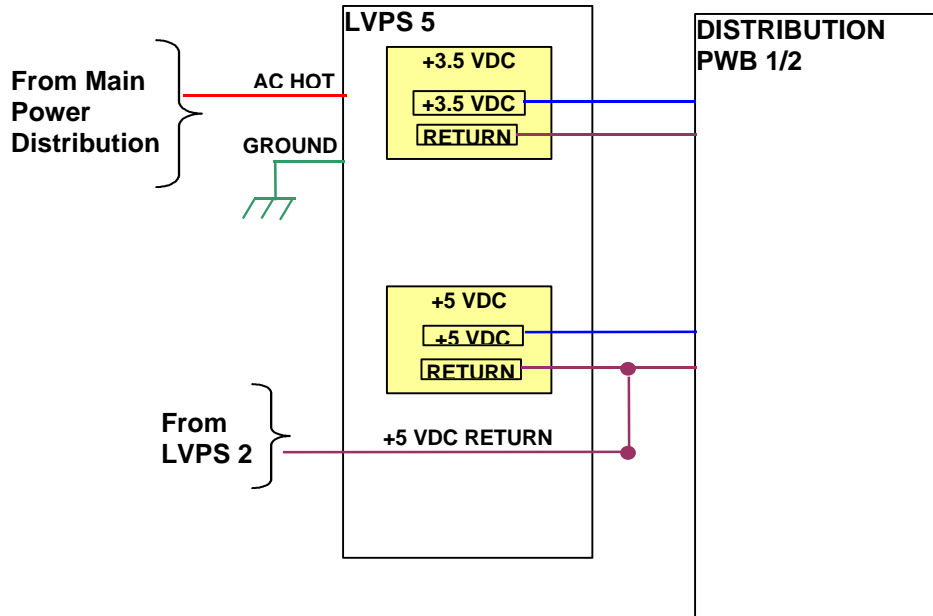 LVPS 5
DISTRIBUTION
PWB 1/2
From Main
Power
Distribution
AC HOT
GROUND
+3.5 VDC
+3.5 VDC
RETURN
+5 VDC
+5 VDC
RETURN
From
LVPS 2
+5 VDC RETURN